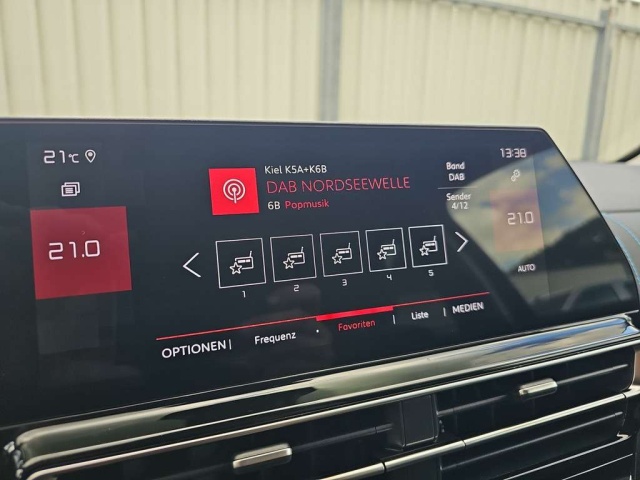 21°C
13:38
Kiel K5A+K6B
DAB NORDSEEWELLE
6B Popmusik
Band
DAB
Sender
4/12
21.0
21.0
AUTO
1 2 3 4 5
OPTIONEN | Frequenz • Favoriten | Liste | MEDIEN